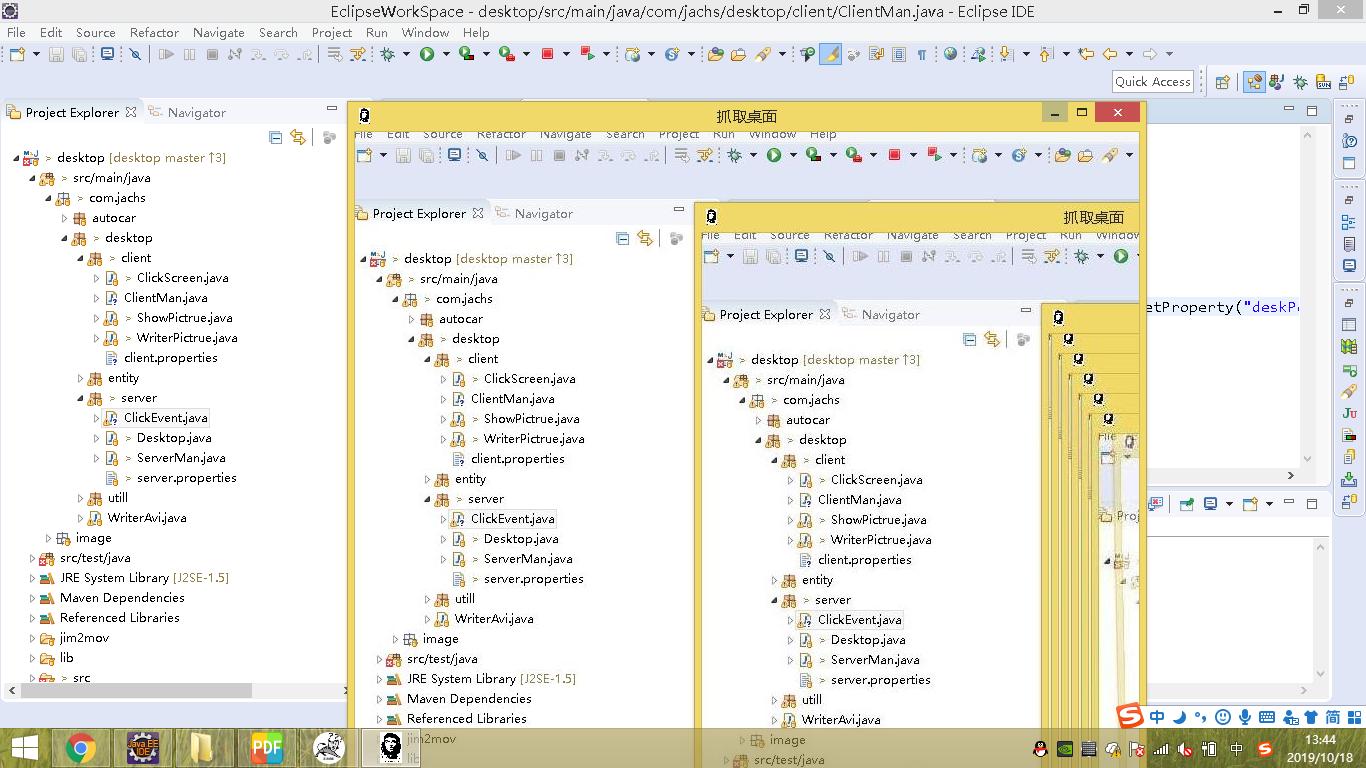 EclipseWorkSpace - desktop/src/main/java/com/jachs/desktop/client/ClientMan.java - Eclipse IDE
File Edit Source Refactor Navigate Search Project Run Window Help
Quick Access
Project Explorer Navigator
> desktop [desktop master ↑3]
> src/main/java
> com.jachs
autocar
> desktop
> client
> ClickScreen.java
ClientMan.java
> ShowPictrue.java
> WriterPictrue.java
client.properties
> entity
> server
ClickEvent.java
> Desktop.java
> ServerMan.java
> server.properties
utill
WriterAvi.java
image
src/test/java
JRE System Library [J2SE-1.5]
Maven Dependencies
Referenced Libraries
jim2mov
lib
> src
抓取桌面
File Edit Source Refactor Navigate Search Project Run Window Help
Project Explorer Navigator
> desktop [desktop master ↑3]
> src/main/java
> com.jachs
autocar
> desktop
> client
> ClickScreen.java
ClientMan.java
> ShowPictrue.java
> WriterPictrue.java
client.properties
> entity
> server
ClickEvent.java
> Desktop.java
> ServerMan.java
> server.properties
utill
WriterAvi.java
image
src/test/java
JRE System Library [J2SE-1.5]
Maven Dependencies
Referenced Libraries
jim2mov
lib
抓取桌面
File Edit Source Refactor Navigate Search Project Run Window
Project Explorer Navigator
> desktop [desktop master ↑3]
> src/main/java
> com.jachs
autocar
> desktop
> client
> ClickScreen.java
ClientMan.java
> ShowPictrue.java
> WriterPictrue.java
client.properties
> entity
> server
ClickEvent.java
> Desktop.java
> ServerMan.java
> server.properties
utill
WriterAvi.java
image
src/test/java
File
Proj
etProperty("deskP
中 简
Java EE IDE
PDF
中
13:44
2019/10/18